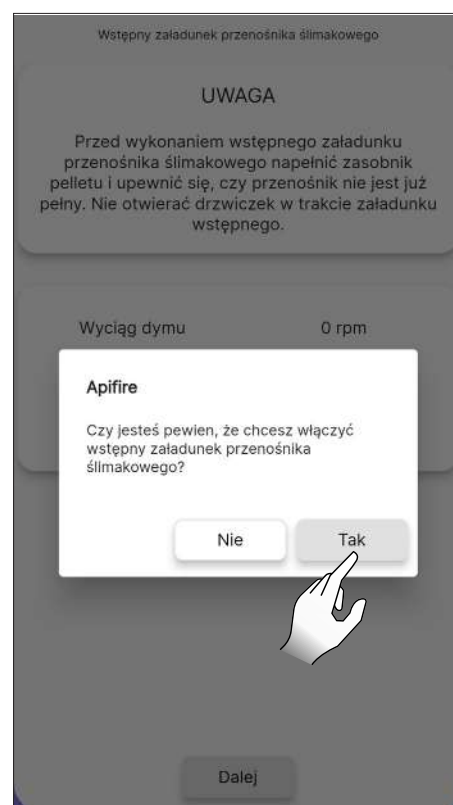 Wstępny załadunek przenośnika ślimakowego
UWAGA
Przed wykonaniem wstępnego załadunku
przenośnika ślimakowego napełnić zasobnik
pelletu i upewnić się, czy przenośnik nie jest już
pełny. Nie otwierać drzwiczek w trakcie załadunku
wstępnego.
Wyciąg dymu 0 rpm
Apifire
Czy jesteś pewien, że chcesz włączyć
wstępny załadunek przenośnika
ślimakowego?
Nie Tak
Dalej